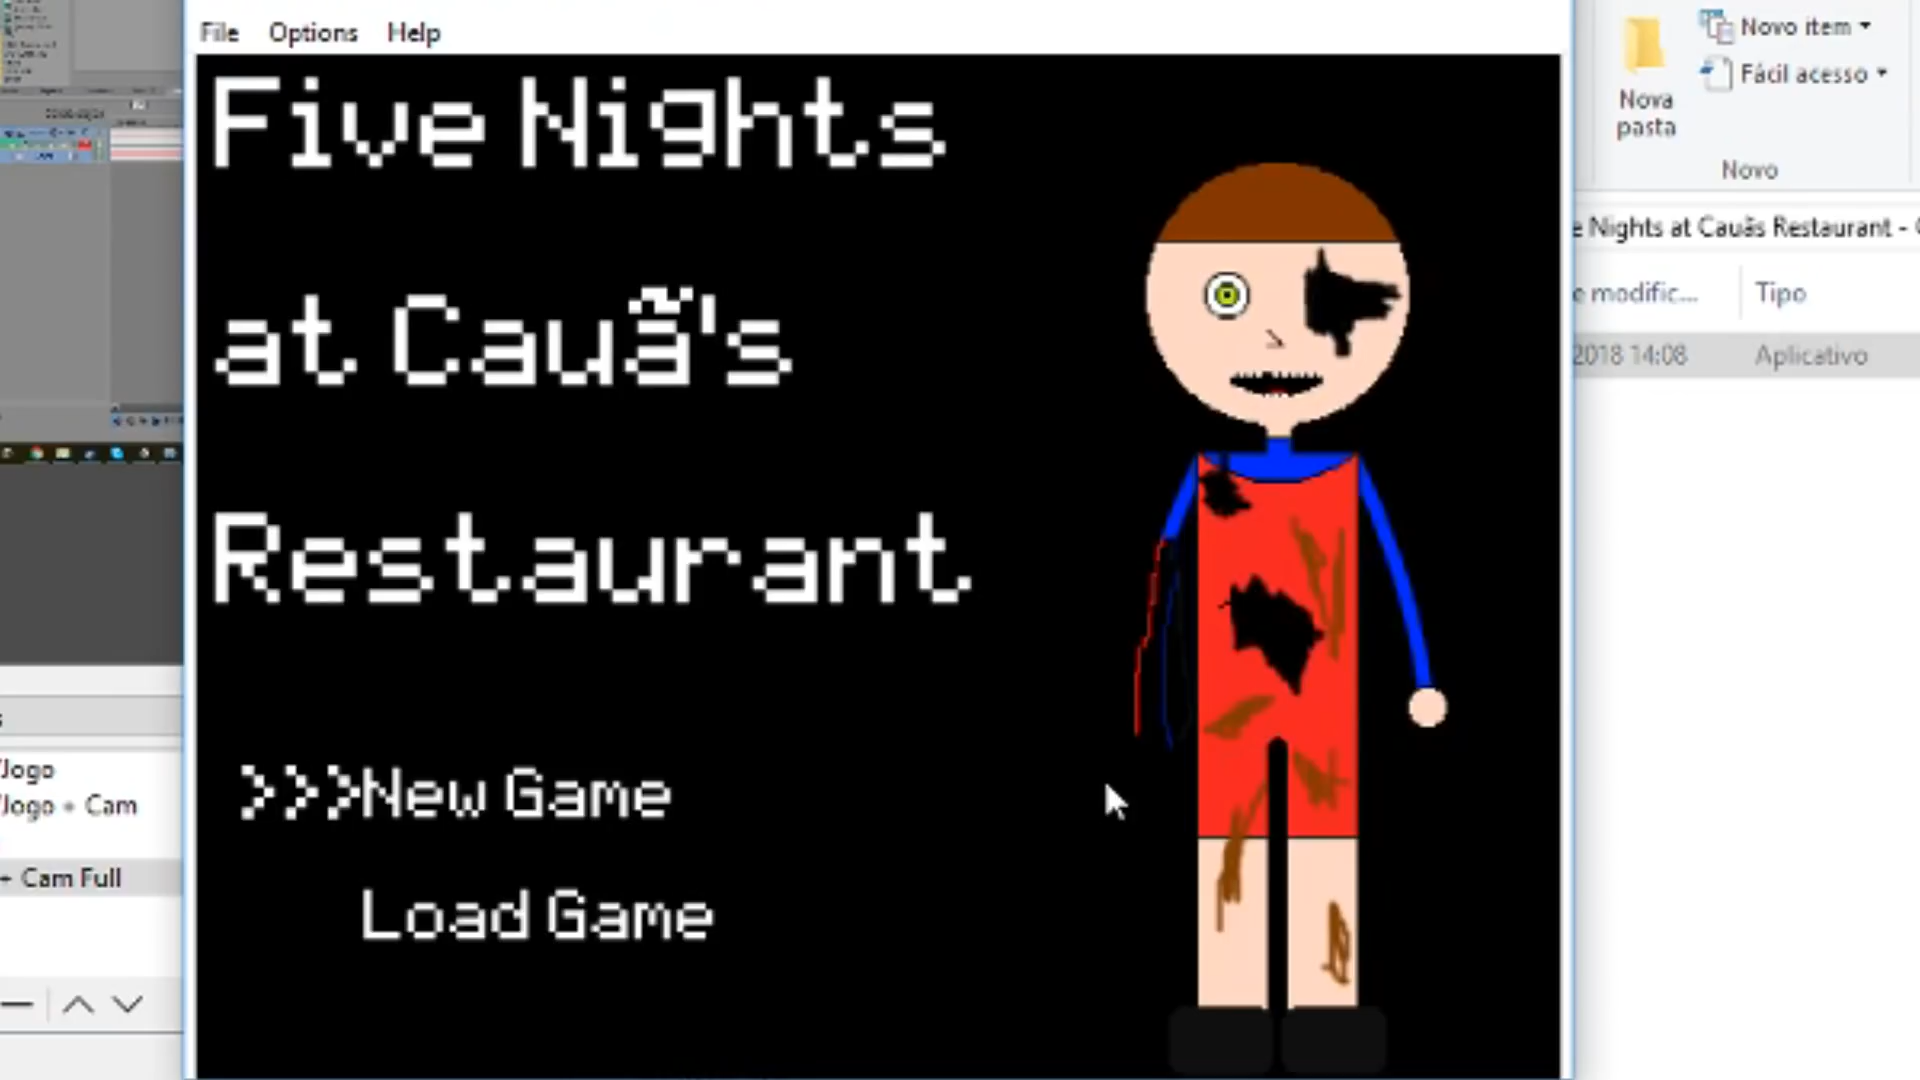 File Options Help
Five Nights
at Cauã's
Restaurant
>>>New Game
Load Game
Nova
pasta
Novo item
Fácil acesso
Novo
Nights at Cauãs Restaurant -
modific... Tipo
2018 14:08 Aplicativo
Jogo
Jogo + Cam
+ Cam Full